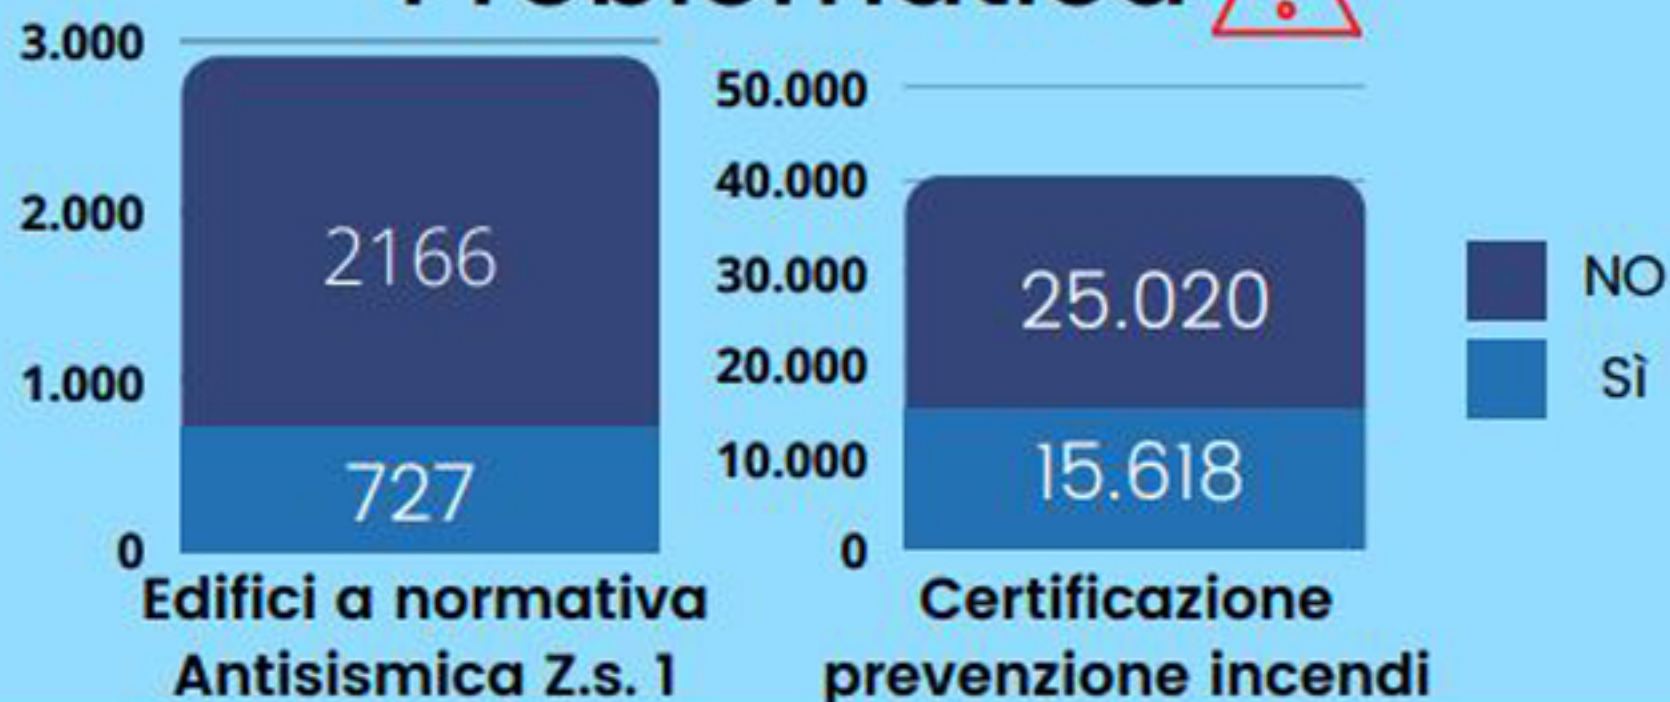 3.000
2.000
1.000
0
2166
727
Edifici a normativa
Antisismica Z.s. 1
50.000
40.000
30.000
20.000
10.000
0
25.020
15.618
Certificazione
prevenzione incendi
NO
Sì